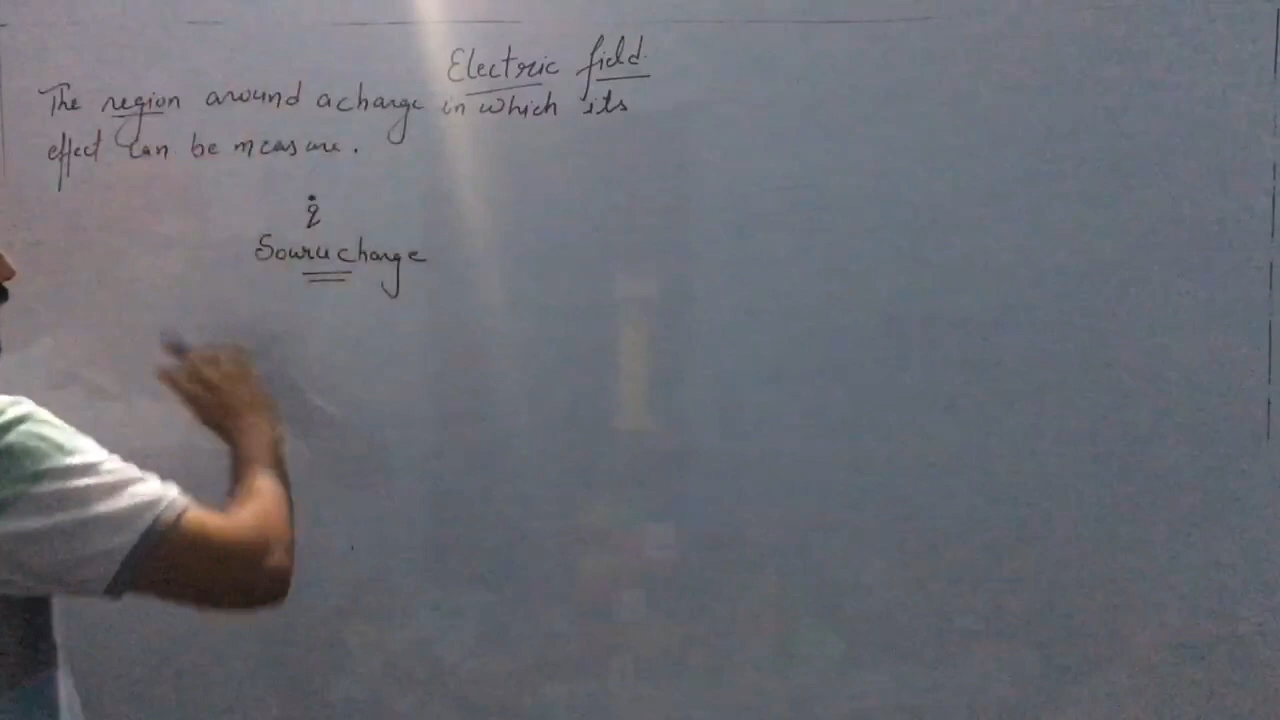 Electric field.
The region around a charge in which its
effect can be measure.
q
Source charge